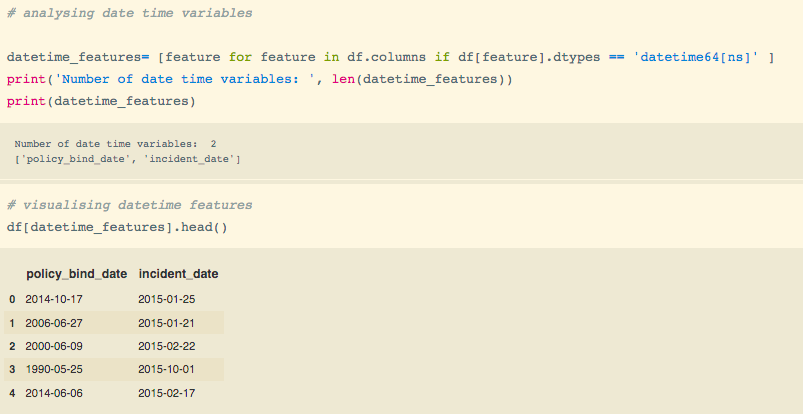 # analysing date time variables
datetime_features= [feature for feature in df.columns if df[feature].dtypes == 'datetime64[ns]' ]
print('Number of date time variables: ', len(datetime_features))
print(datetime_features)
Number of date time variables:  2
['policy_bind_date', 'incident_date']
# visualising datetime features
df[datetime_features].head()
policy_bind_date incident_date
0 2014-10-17 2015-01-25
1 2006-06-27 2015-01-21
2 2000-06-09 2015-02-22
3 1990-05-25 2015-10-01
4 2014-06-06 2015-02-17